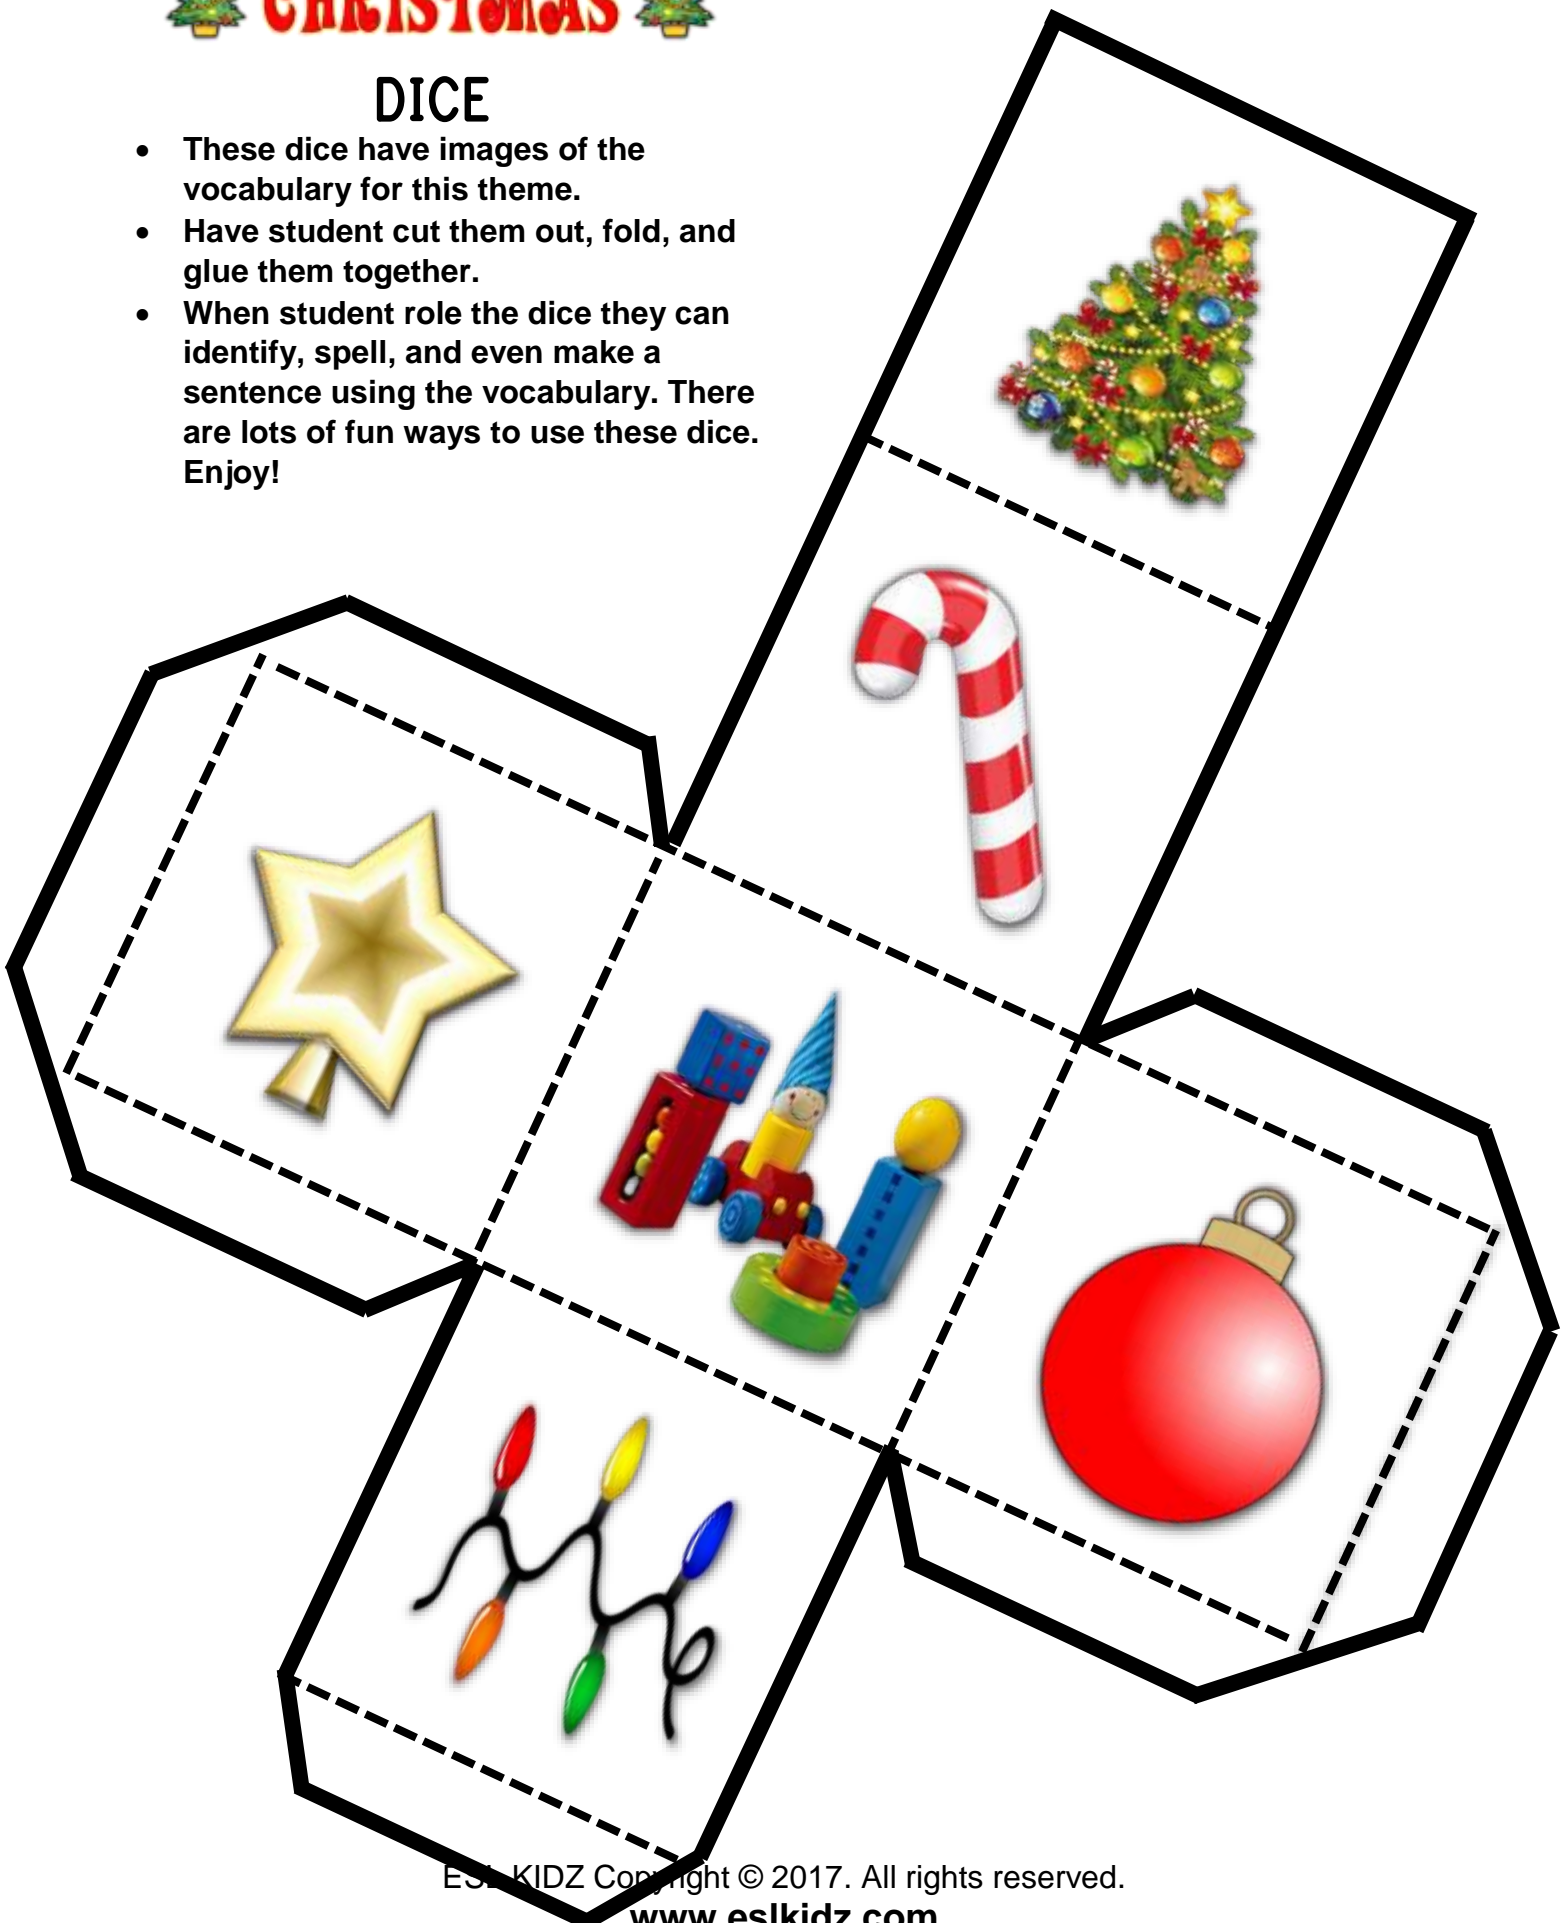 CHRISTMAS
DICE
• These dice have images of the
vocabulary for this theme.
• Have student cut them out, fold, and
glue them together.
• When student role the dice they can
identify, spell, and even make a
sentence using the vocabulary. There
are lots of fun ways to use these dice.
Enjoy!
ESL KIDZ Copyright © 2017. All rights reserved.
www.eslkidz.com